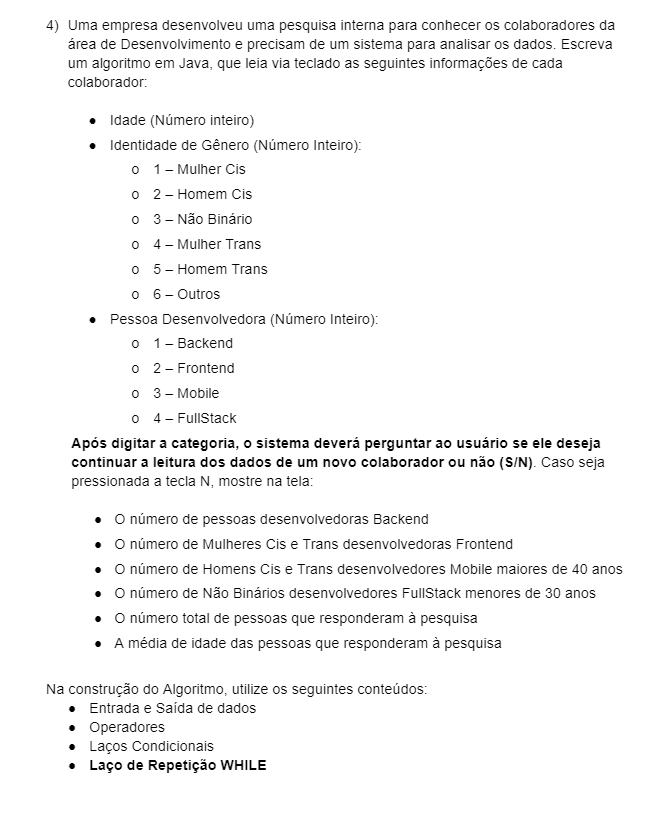 4) Uma empresa desenvolveu uma pesquisa interna para conhecer os colaboradores da
área de Desenvolvimento e precisam de um sistema para analisar os dados. Escreva
um algoritmo em Java, que leia via teclado as seguintes informações de cada
colaborador:
● Idade (Número inteiro)
● Identidade de Gênero (Número Inteiro):
o 1 – Mulher Cis
o 2 – Homem Cis
o 3 – Não Binário
o 4 – Mulher Trans
o 5 – Homem Trans
o 6 – Outros
● Pessoa Desenvolvedora (Número Inteiro):
o 1 – Backend
o 2 – Frontend
o 3 – Mobile
o 4 – FullStack
Após digitar a categoria, o sistema deverá perguntar ao usuário se ele deseja
continuar a leitura dos dados de um novo colaborador ou não (S/N). Caso seja
pressionada a tecla N, mostre na tela:
● O número de pessoas desenvolvedoras Backend
● O número de Mulheres Cis e Trans desenvolvedoras Frontend
● O número de Homens Cis e Trans desenvolvedores Mobile maiores de 40 anos
● O número de Não Binários desenvolvedores FullStack menores de 30 anos
● O número total de pessoas que responderam à pesquisa
● A média de idade das pessoas que responderam à pesquisa
Na construção do Algoritmo, utilize os seguintes conteúdos:
● Entrada e Saída de dados
● Operadores
● Laços Condicionais
● Laço de Repetição WHILE